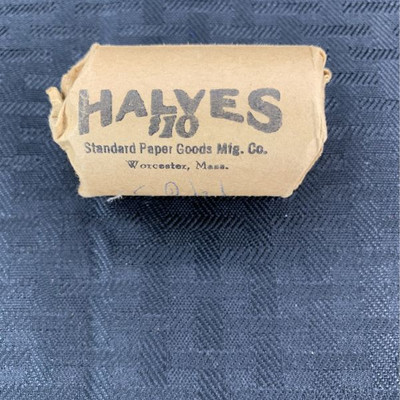 HALVES
$10
Standard Paper Goods Mfg. Co.
Worcester, Mass.